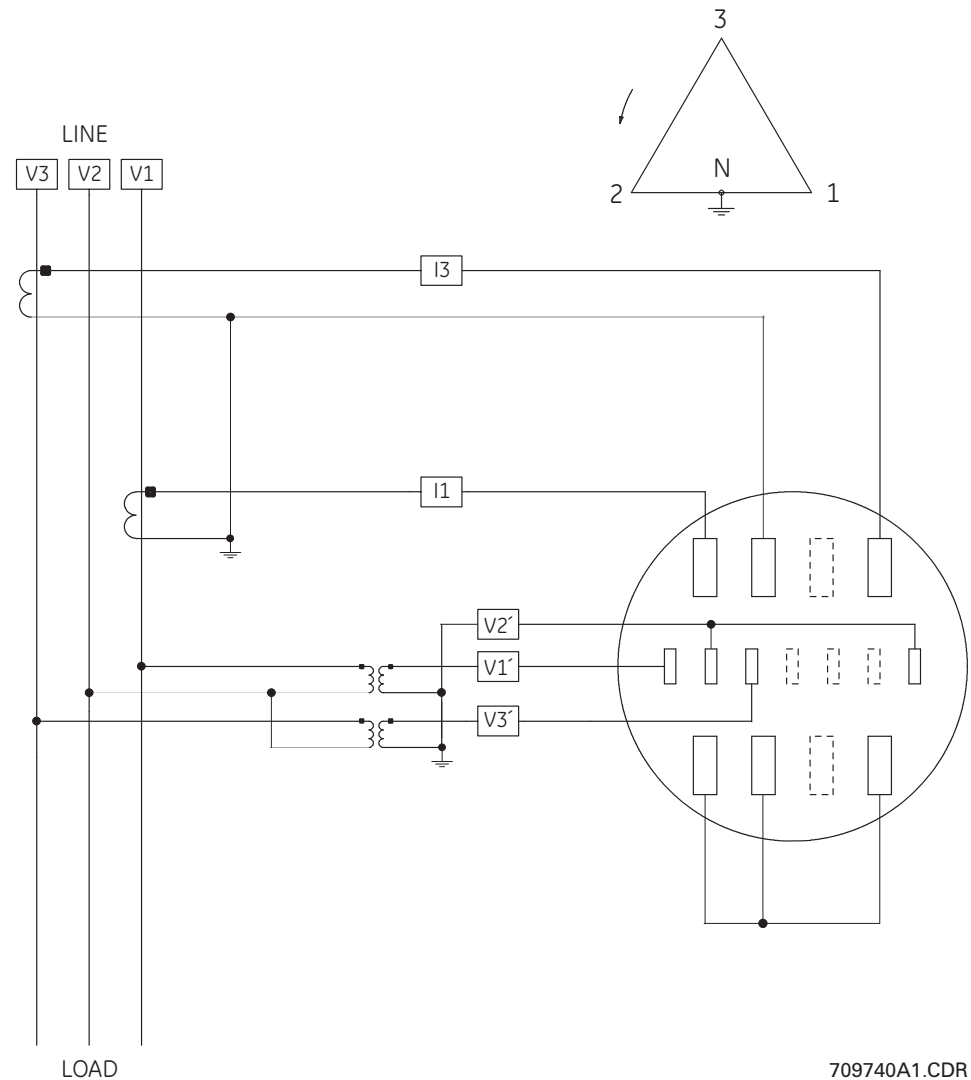 3
LINE
V3 V2 V1
N
2 1
I3
I1
V2´
V1´
V3´
LOAD
709740A1.CDR